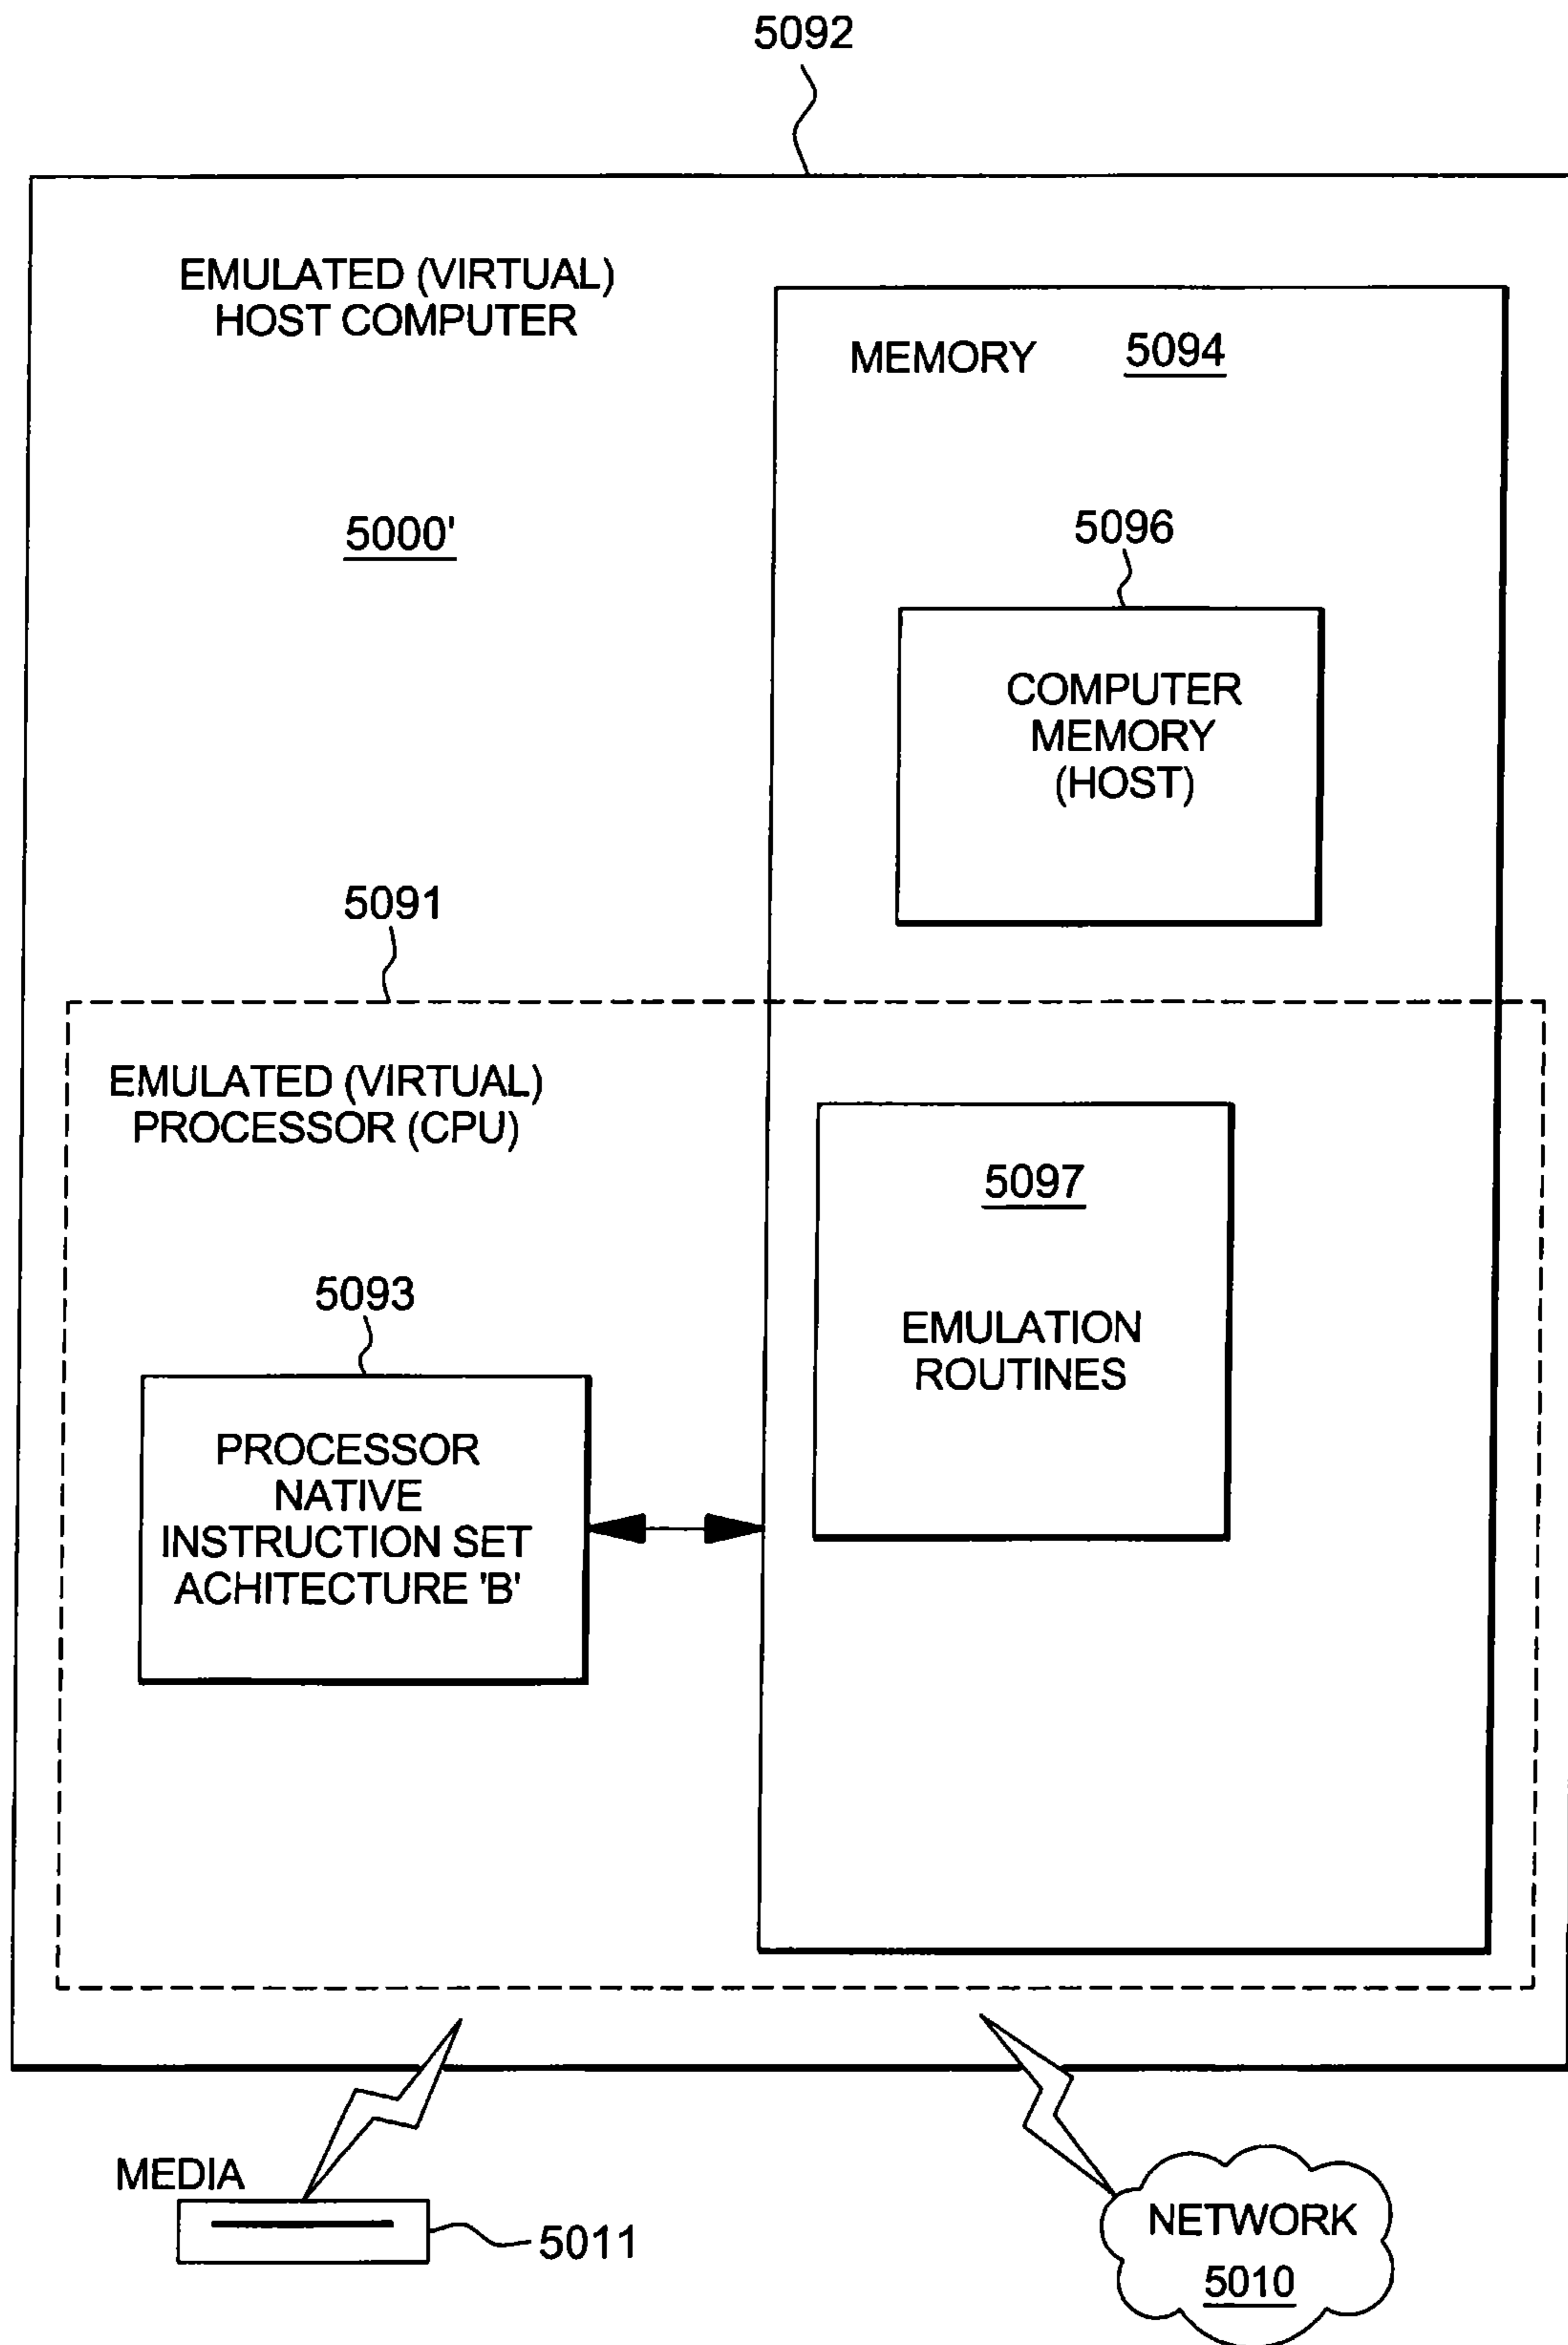 5092
EMULATED (VIRTUAL)
HOST COMPUTER
MEMORY 5094
5000'
5096
COMPUTER
MEMORY
(HOST)
5091
EMULATED (VIRTUAL)
PROCESSOR (CPU)
5097
EMULATION
ROUTINES
5093
PROCESSOR
NATIVE
INSTRUCTION SET
ACHITECTURE 'B'
MEDIA
5011
NETWORK
5010